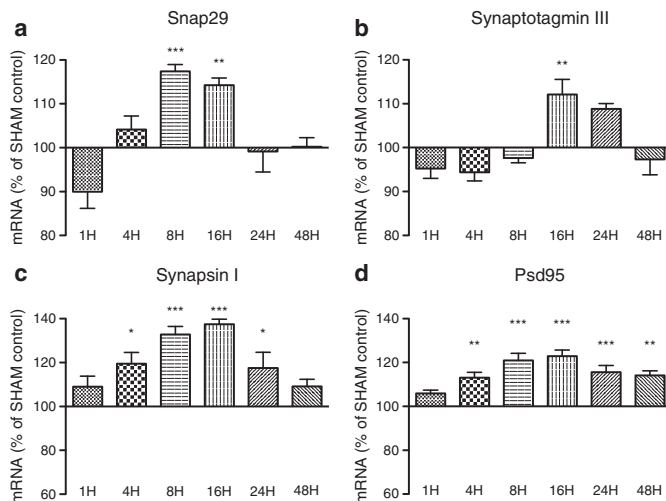 a
Snap29
mRNA (% of SHAM control)
120
***
**
110
100
90
80
1H 4H 8H 16H 24H 48H
b
Synaptotagmin III
mRNA (% of SHAM control)
120
**
110
100
90
80
1H 4H 8H 16H 24H 48H
c
Synapsin I
mRNA (% of SHAM control)
140
* *** *** *
120
100
80
60
1H 4H 8H 16H 24H 48H
d
Psd95
mRNA (% of SHAM control)
140
** *** *** *** **
120
100
80
60
1H 4H 8H 16H 24H 48H